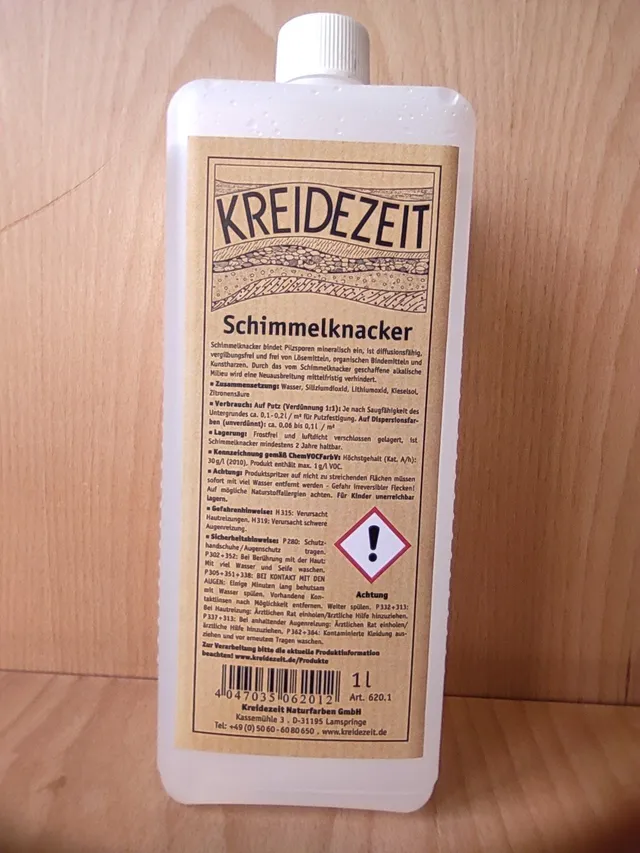 KREIDEZEIT
Schimmelknacker
Schimmelknacker bindet Pilzsporen mineralisch ein, ist diffusionsfähig,
vergilbungsfrei und frei von Lösemitteln, organischen Bindemitteln und
Kunstharzen. Durch das vom Schimmelknacker geschaffene alkalische
Milieu wird eine Neuausbreitung mittelfristig verhindert.
■ Zusammensetzung: Wasser, Siliziumdioxid, Lithiumoxid, Kieselsol,
Zitronensäure
■ Verbrauch: Auf Putz (Verdünnung 1:1): Je nach Saugfähigkeit des
Untergrundes ca. 0,1-0,2l / m² für Putzfestigung. Auf Dispersionsfar-
ben (unverdünnt): ca. 0,06 bis 0,1l / m²
■ Lagerung: Frostfrei und luftdicht verschlossen gelagert, ist
Schimmelknacker mindestens 2 Jahre haltbar.
■ Kennzeichnung gemäß ChemVOCFarbV: Höchstgehalt (Kat. A/h):
30g/l (2010), Produkt enthält max. 1g/l VOC.
■ Achtung: Produktspritzer auf nicht zu streichenden Flächen müssen
sofort mit viel Wasser entfernt werden - Gefahr irreversibler Flecken!
Auf mögliche Naturstoffallergien achten. Für Kinder unerreichbar
lagern.
■ Gefahrenhinweise: H315: Verursacht
Hautreizungen. H319: Verursacht schwere
Augenreizung.
■ Sicherheitshinweise: P280: Schutz-
handschuhe/Augenschutz tragen.
P302+352: Bei Berührung mit der Haut:
Mit viel Wasser und Seife waschen.
P305+351+338: BEI KONTAKT MIT DEN
AUGEN: Einige Minuten lang behutsam
mit Wasser spülen. Vorhandene Kon-
taktlinsen nach Möglichkeit entfernen. Weiter spülen. P332+313:
Bei Hautreizung: Ärztlichen Rat einholen/ärztliche Hilfe hinzuziehen.
P337+313: Bei anhaltender Augenreizung: Ärztlichen Rat einholen/
ärztliche Hilfe hinzuziehen. P362+364: Kontaminierte Kleidung aus-
ziehen und vor erneutem Tragen waschen.
Achtung
Zur Verarbeitung bitte die aktuelle Produktinformation
beachten! www.kreidezeit.de/Produkte
4 047035 062012
1 l
Art. 620.1
Kreidezeit Naturfarben GmbH
Kassemühle 3 . D-31195 Lamspringe
Tel: +49 (0) 50 60 - 60 80 650 . www.kreidezeit.de